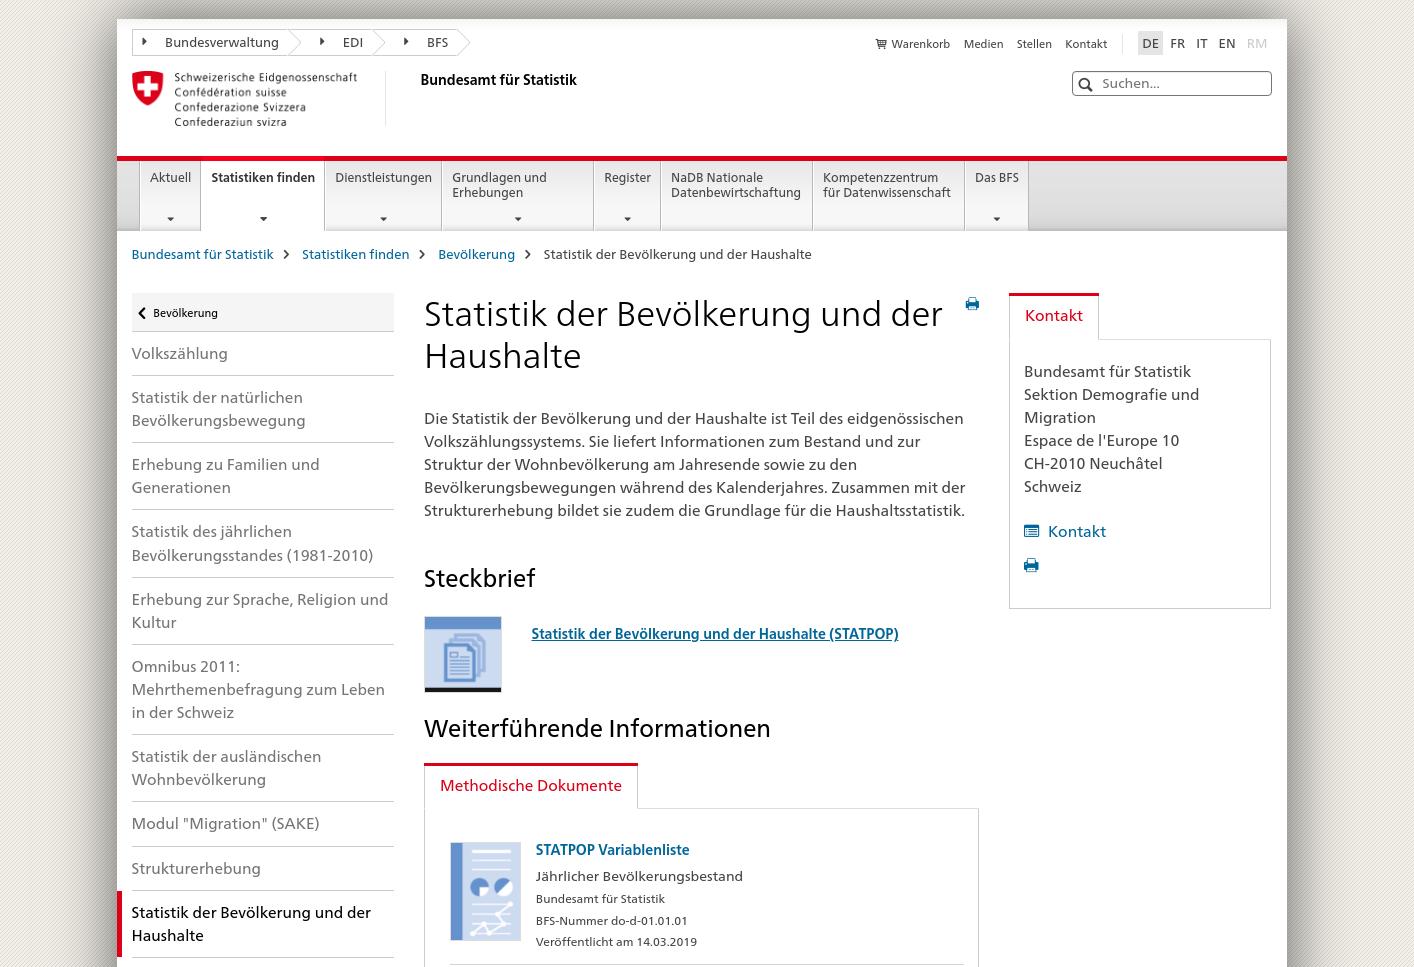 Bundesverwaltung
EDI
BFS
Warenkorb
Medien
Stellen
Kontakt
DE
FR
IT
EN
RM
Schweizerische Eidgenossenschaft
Confédération suisse
Confederazione Svizzera
Confederaziun svizra
Bundesamt für Statistik
Suchen...
Aktuell
Statistiken finden
Dienstleistungen
Grundlagen und
Erhebungen
Register
NaDB Nationale
Datenbewirtschaftung
Kompetenzzentrum
für Datenwissenschaft
Das BFS
Bundesamt für Statistik
Statistiken finden
Bevölkerung
Statistik der Bevölkerung und der Haushalte
Bevölkerung
Volkszählung
Statistik der natürlichen
Bevölkerungsbewegung
Erhebung zu Familien und
Generationen
Statistik des jährlichen
Bevölkerungsstandes (1981-2010)
Erhebung zur Sprache, Religion und
Kultur
Omnibus 2011:
Mehrthemenbefragung zum Leben
in der Schweiz
Statistik der ausländischen
Wohnbevölkerung
Modul "Migration" (SAKE)
Strukturerhebung
Statistik der Bevölkerung und der
Haushalte
Statistik der Bevölkerung und der
Haushalte
Die Statistik der Bevölkerung und der Haushalte ist Teil des eidgenössischen
Volkszählungssystems. Sie liefert Informationen zum Bestand und zur
Struktur der Wohnbevölkerung am Jahresende sowie zu den
Bevölkerungsbewegungen während des Kalenderjahres. Zusammen mit der
Strukturerhebung bildet sie zudem die Grundlage für die Haushaltsstatistik.
Steckbrief
Statistik der Bevölkerung und der Haushalte (STATPOP)
Weiterführende Informationen
Methodische Dokumente
STATPOP Variablenliste
Jährlicher Bevölkerungsbestand
Bundesamt für Statistik
BFS-Nummer do-d-01.01.01
Veröffentlicht am 14.03.2019
Kontakt
Bundesamt für Statistik
Sektion Demografie und
Migration
Espace de l'Europe 10
CH-2010 Neuchâtel
Schweiz
Kontakt